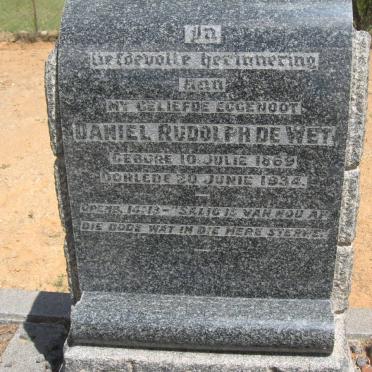 In
liefdevolle herinnering
aan
MY GELIEFDE EGGENOOT
DANIEL RUDOLPH DE WET
GEBORE 10. JULIE 1869
OORLEDE 20 JUNIE 1934.
OPENB. 14:13 - SALIG IS VAN NOU AF
DIE DODE WAT IN DIE HERE STERWE.